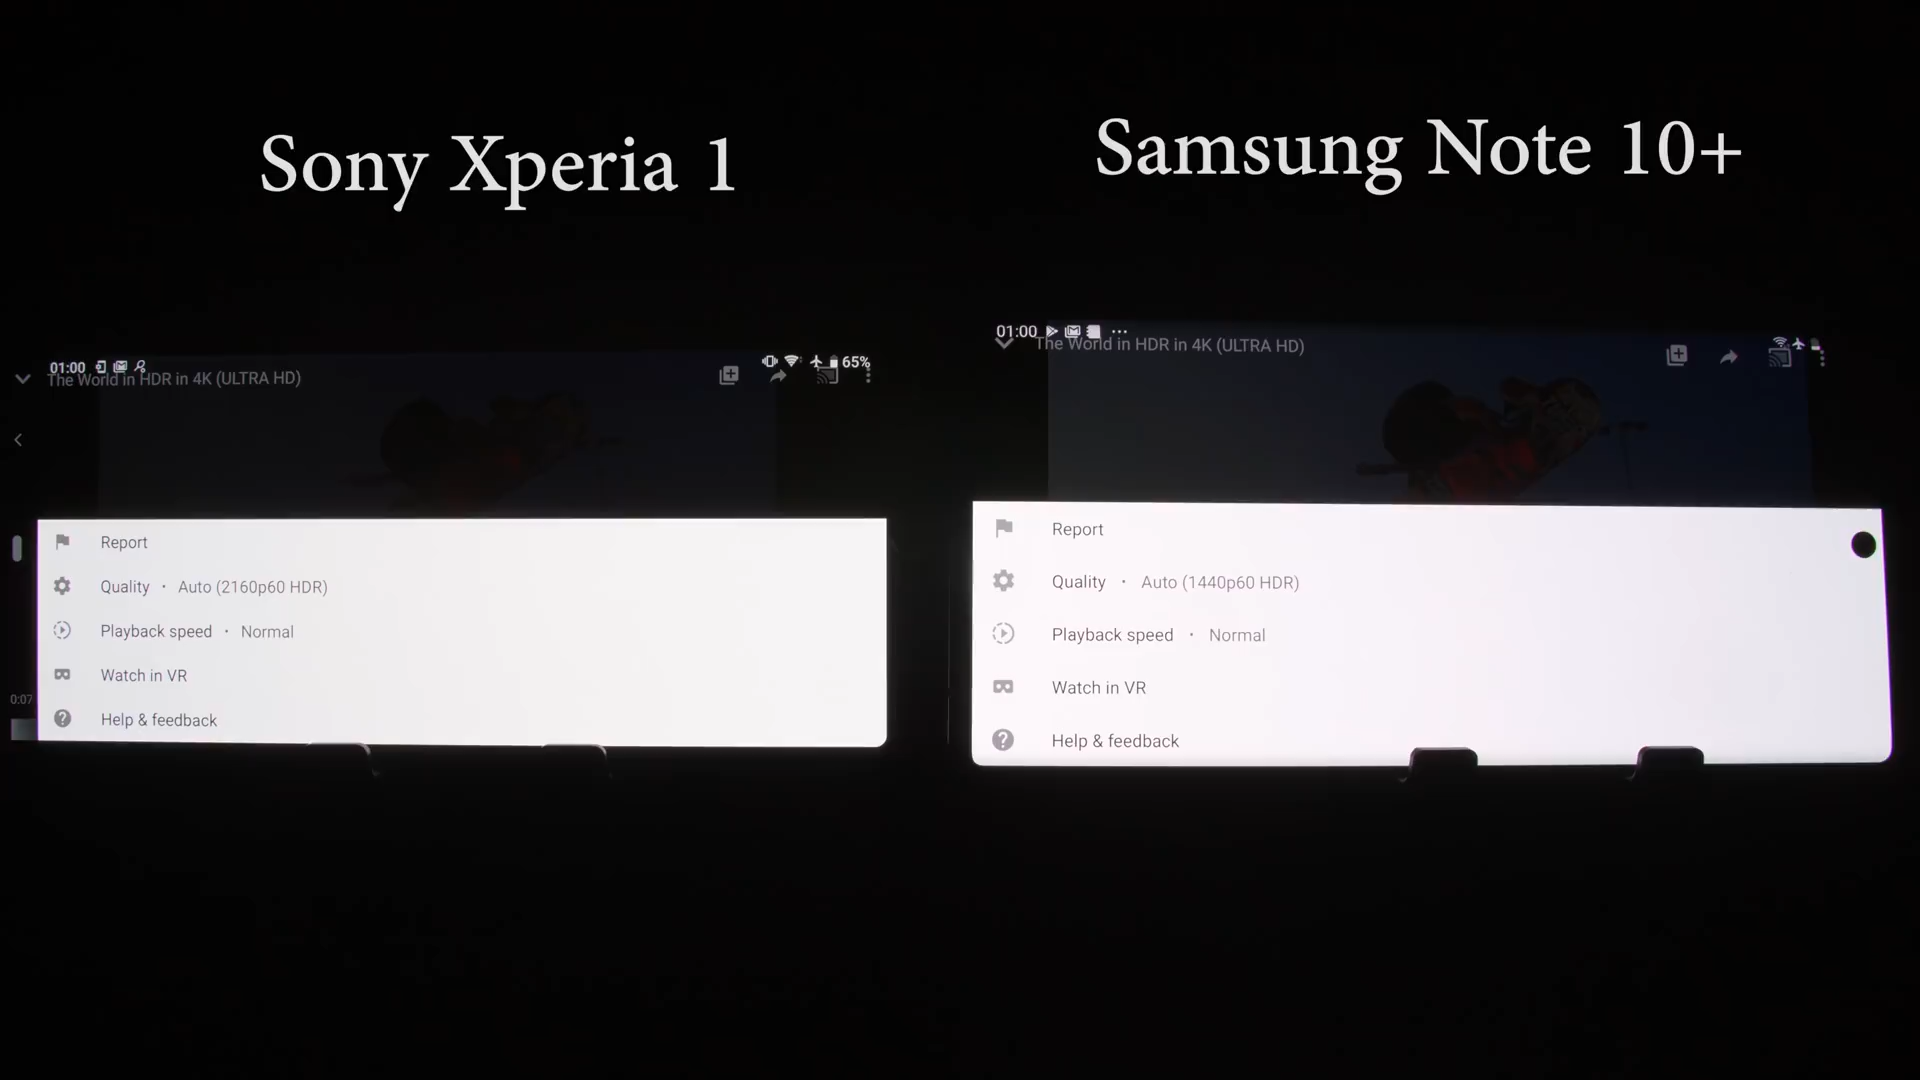 Sony Xperia 1
Samsung Note 10+
01:00
65%
The World in HDR in 4K (ULTRA HD)
Report
Quality · Auto (2160p60 HDR)
Playback speed · Normal
Watch in VR
0:07
Help & feedback
01:00
The World in HDR in 4K (ULTRA HD)
Report
Quality · Auto (1440p60 HDR)
Playback speed · Normal
Watch in VR
Help & feedback